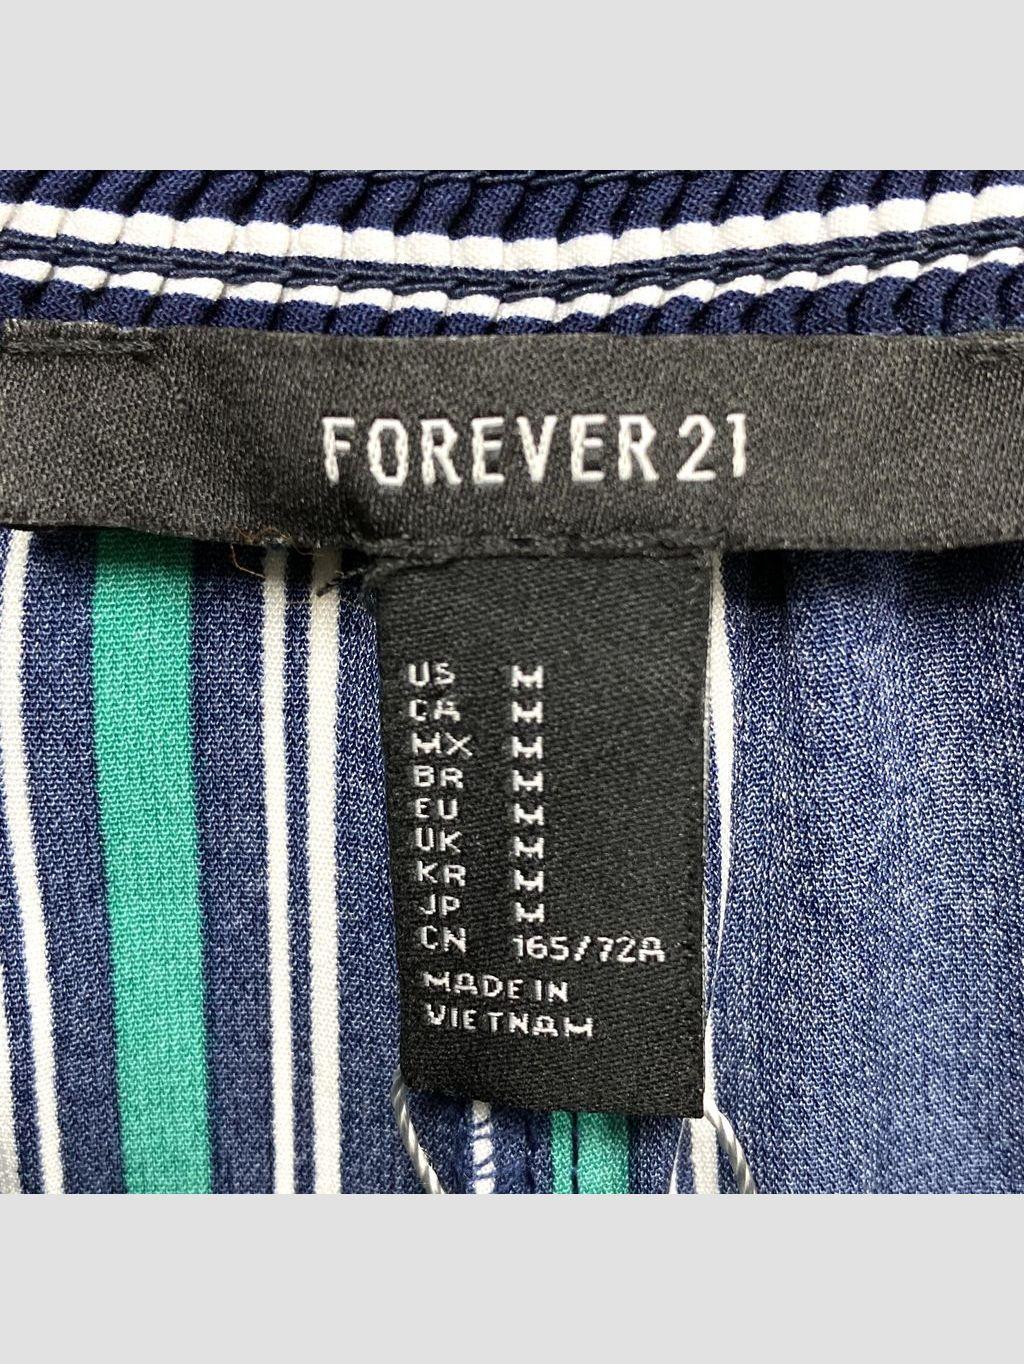 FOREVER 21
US M
CA M
MX M
BR M
EU M
UK M
KR M
JP M
CN 165/72A
MADE IN
VIETNAM